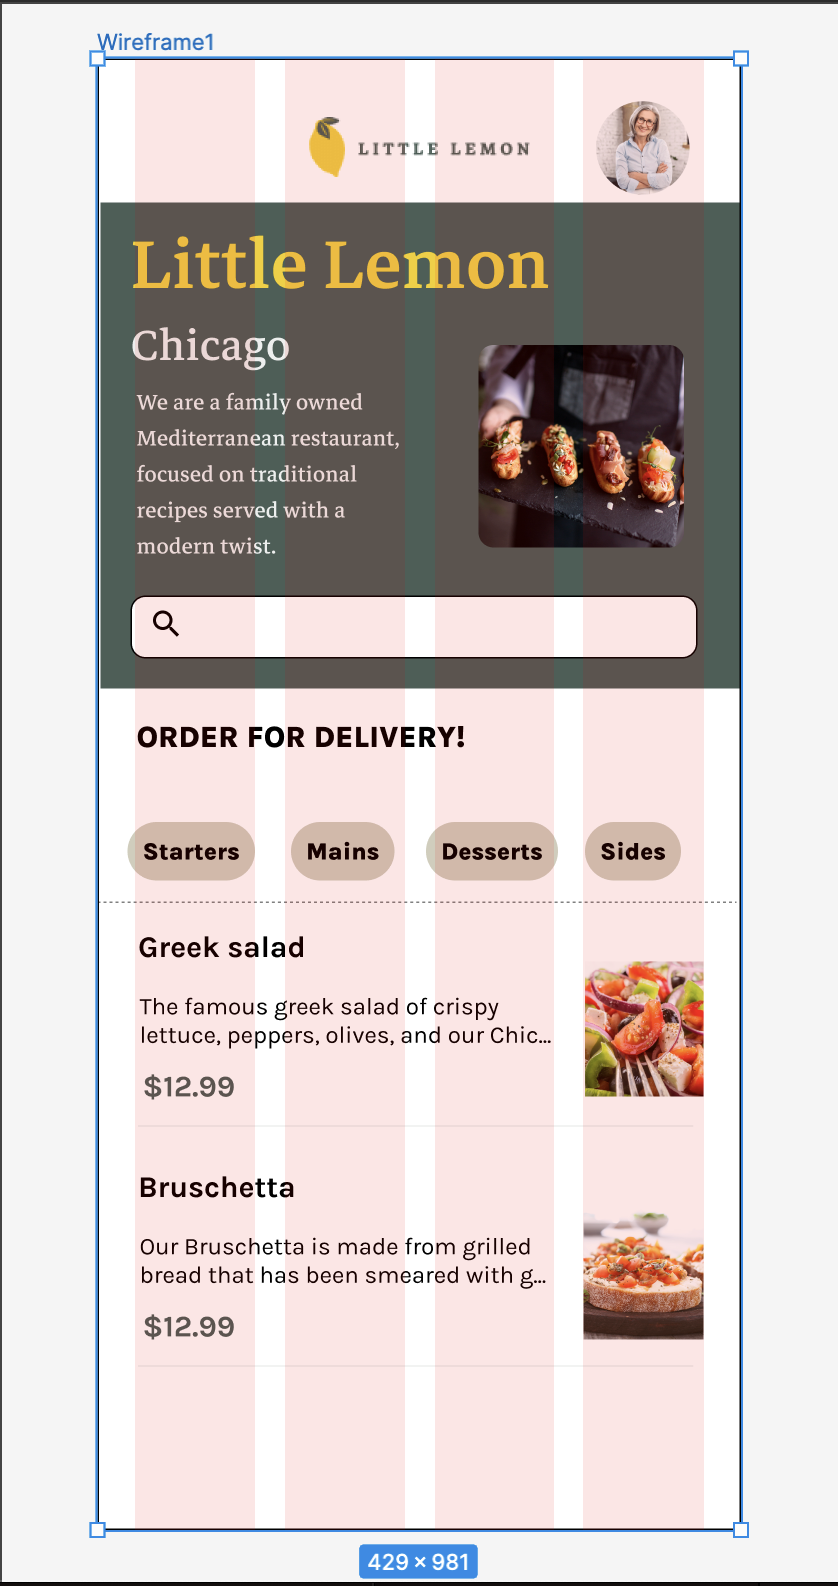 Wireframe1
LITTLE LEMON
Little Lemon
Chicago
We are a family owned
Mediterranean restaurant,
focused on traditional
recipes served with a
modern twist.
ORDER FOR DELIVERY!
Starters Mains Desserts Sides
Greek salad
The famous greek salad of crispy
lettuce, peppers, olives, and our Chic...
$12.99
Bruschetta
Our Bruschetta is made from grilled
bread that has been smeared with g...
$12.99
429 × 981